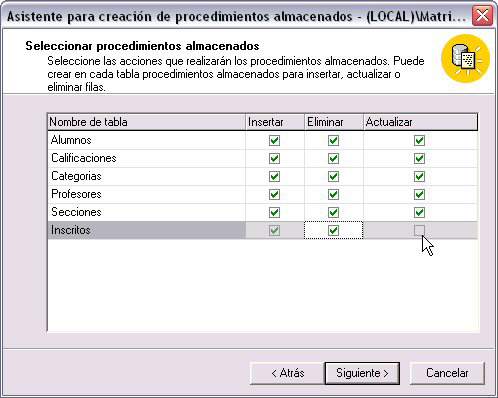 Asistente para creación de procedimientos almacenados - (LOCAL)\Matri...
Seleccionar procedimientos almacenados
Seleccione las acciones que realizarán los procedimientos almacenados. Puede
crear en cada tabla procedimientos almacenados para insertar, actualizar o
eliminar filas.
Nombre de tabla Insertar Eliminar Actualizar
Alumnos
Calificaciones
Categorias
Profesores
Secciones
Inscritos
< Atrás Siguiente > Cancelar